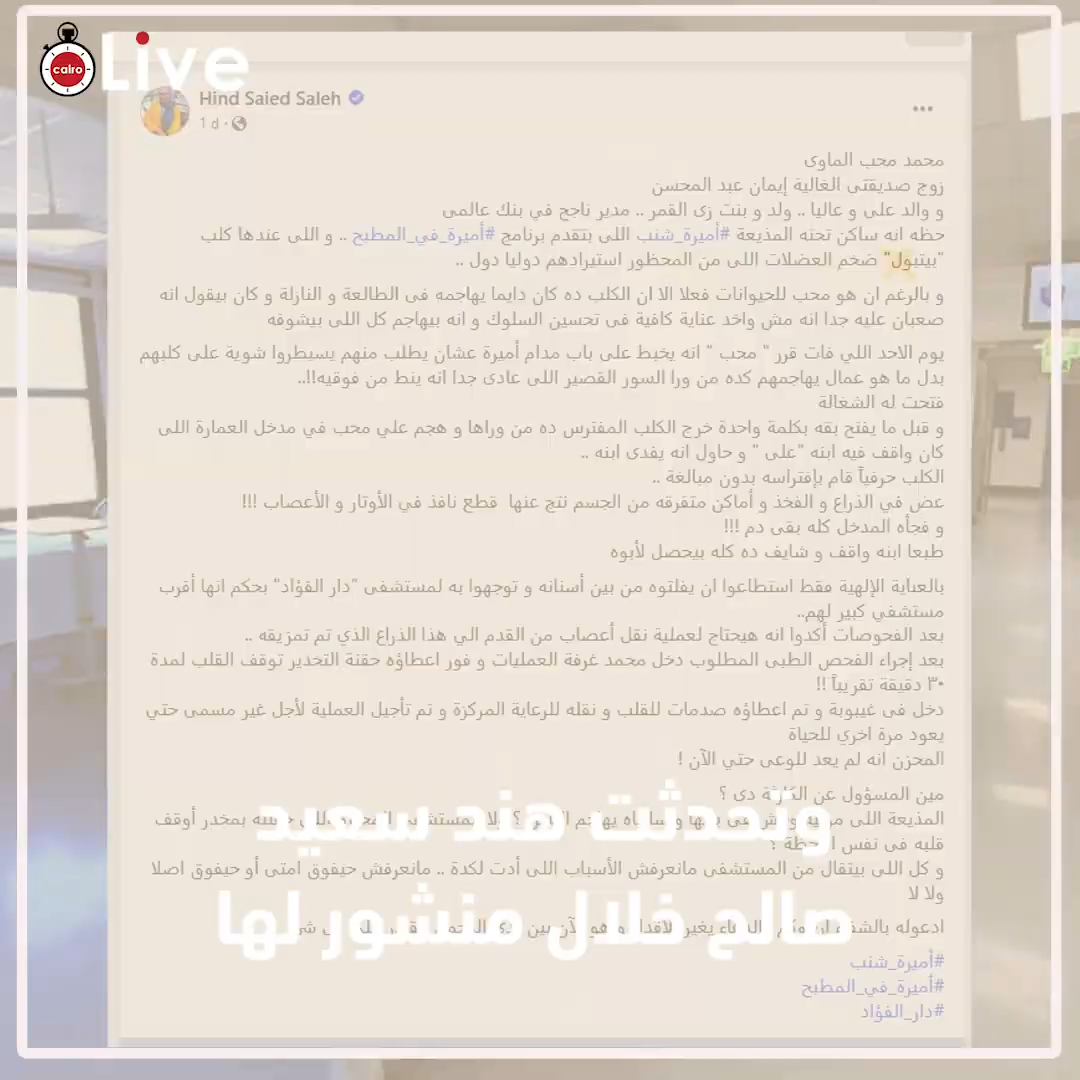 cairo
Live
Hind Saied Saleh
1 d
محمد محب الماوى
زوج صديقتى الغالية إيمان عبد المحسن
و والد على و عاليا .. ولد و بنت زى القمر .. مدير ناجح في بنك عالمى
حظه انه ساكن تحته المذيعة #أميرة_شنب اللى بتقدم برنامج #أميرة_في_المطبخ .. و اللى عندها كلب
"بيتبول" ضخم العضلات اللى من المحظور استيرادهم دوليا دول ..
و بالرغم ان هو محب للحيوانات فعلا الا ان الكلب ده كان دايما يهاجمه فى الطالعة و النازلة و كان بيقول انه
صعبان عليه جدا انه مش واخد عناية كافية فى تحسين السلوك و انه بيهاجم كل اللى بيشوفه
يوم الاحد اللي فات قرر " محب " انه يخبط على باب مدام أميرة عشان يطلب منهم يسيطروا شوية على كلبهم
بدل ما هو عمال يهاجمهم كده من ورا السور القصير اللى عادى جدا انه ينط من فوقيه!!..
فتحت له الشغالة
و قبل ما يفتح بقه بكلمة واحدة خرج الكلب المفترس ده من وراها و هجم علي محب في مدخل العمارة اللى
كان واقف فيه ابنه "على " و حاول انه يفدى ابنه ..
الكلب حرفياً قام بإفتراسه بدون مبالغة ..
عض في الذراع و الفخذ و أماكن متفرقه من الجسم نتج عنها قطع نافذ في الأوتار و الأعصاب !!!
و فجأه المدخل كله بقى دم !!!
طبعا ابنه واقف و شايف ده كله بيحصل لأبوه
بالعناية الإلهية فقط استطاعوا ان يفلتوه من بين أسنانه و توجهوا به لمستشفى "دار الفؤاد" بحكم انها أقرب
مستشفي كبير لهم..
بعد الفحوصات أكدوا انه هيحتاج لعملية نقل أعصاب من القدم الي هذا الذراع الذي تم تمزيقه ..
بعد إجراء الفحص الطبى المطلوب دخل محمد غرفة العمليات و فور اعطاؤه حقنة التخدير توقف القلب لمدة
٣٠ دقيقة تقريباً !!
دخل فى غيبوبة و تم اعطاؤه صدمات للقلب و نقله للرعاية المركزة و تم تأجيل العملية لأجل غير مسمى حتي
يعود مرة اخري للحياة
المحزن انه لم يعد للوعى حتي الآن !
مين المسؤول عن الكارثة دى ؟
المذيعة اللى يهاجم بمخدر أوقف
قلبه فى نفس ؟
و كل اللى بيتقال من المستشفى مانعرفش الأسباب اللى أدت لكدة .. مانعرفش حيفوق امتى أو حيفوق اصلا
ولا لا
ادعوله بالشفاء
وتحدثت هند سعيد
صالح خلال منشور لها
#أميرة_شنب
#أميرة_في_المطبخ
#دار_الفؤاد